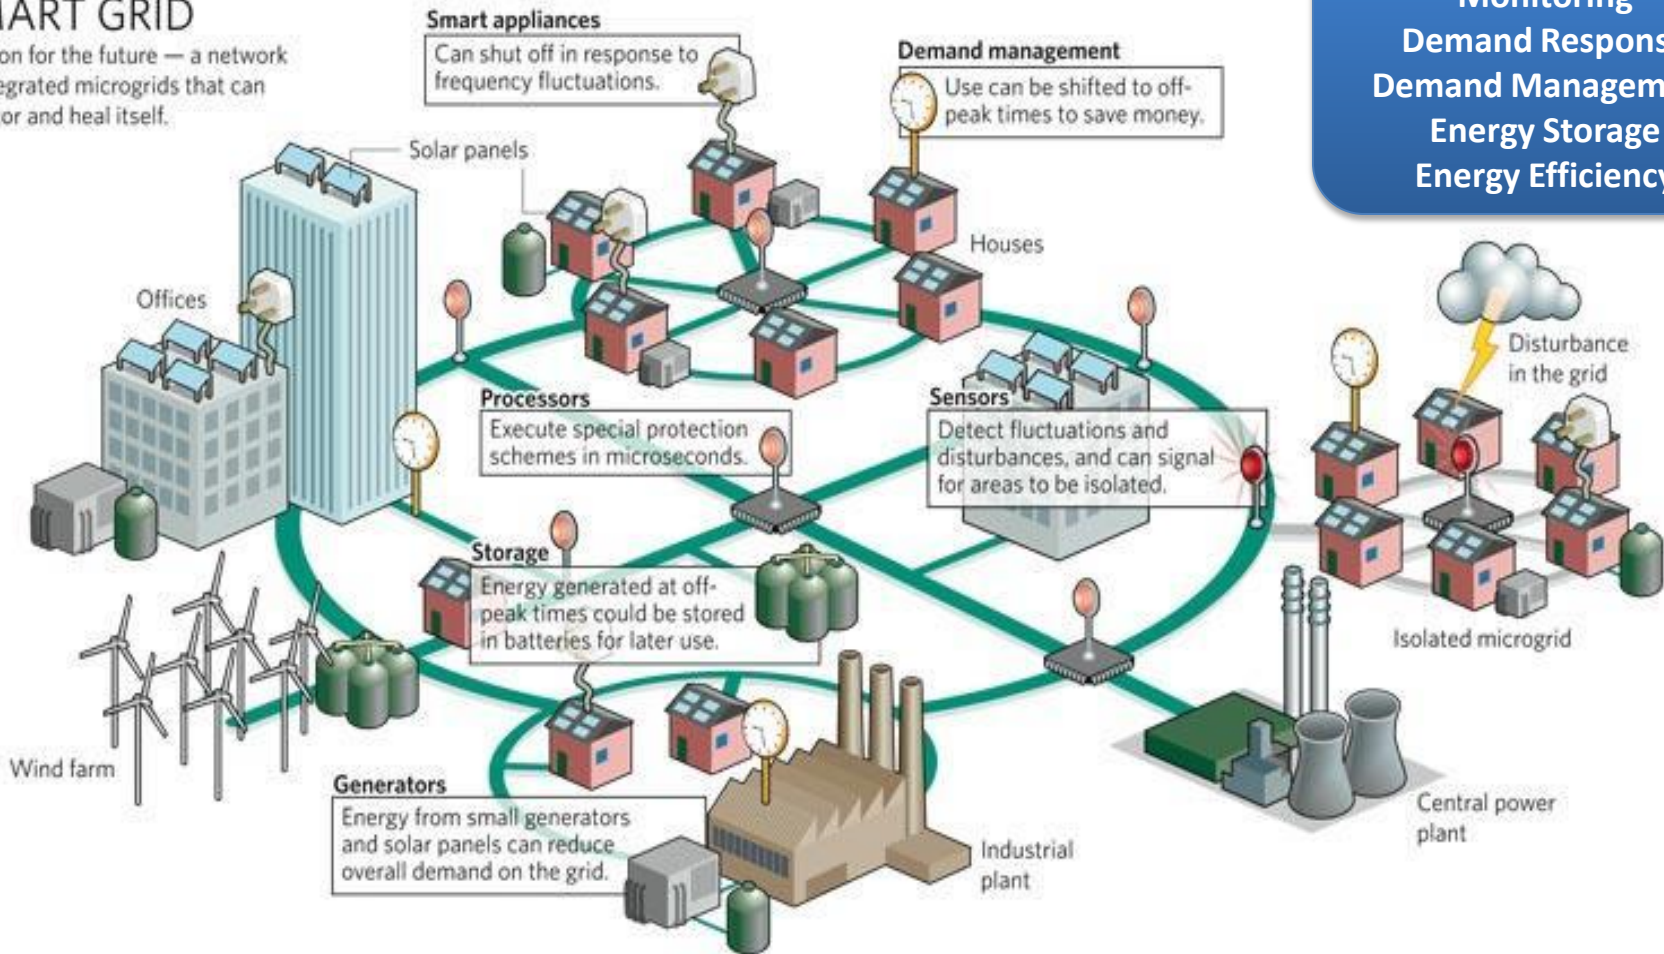 MART GRID
on for the future — a network
egrated microgrids that can
or and heal itself.
Smart appliances
Can shut off in response to
frequency fluctuations.
Demand management
Use can be shifted to off-
peak times to save money.
Monitoring
Demand Respons
Demand Managem
Energy Storage
Energy Efficiency
Solar panels
Houses
Offices
Disturbance
in the grid
Processors
Execute special protection
schemes in microseconds.
Sensors
Detect fluctuations and
disturbances, and can signal
for areas to be isolated.
Storage
Energy generated at off-
peak times could be stored
in batteries for later use.
Isolated microgrid
Wind farm
Generators
Energy from small generators
and solar panels can reduce
overall demand on the grid.
Industrial
plant
Central power
plant